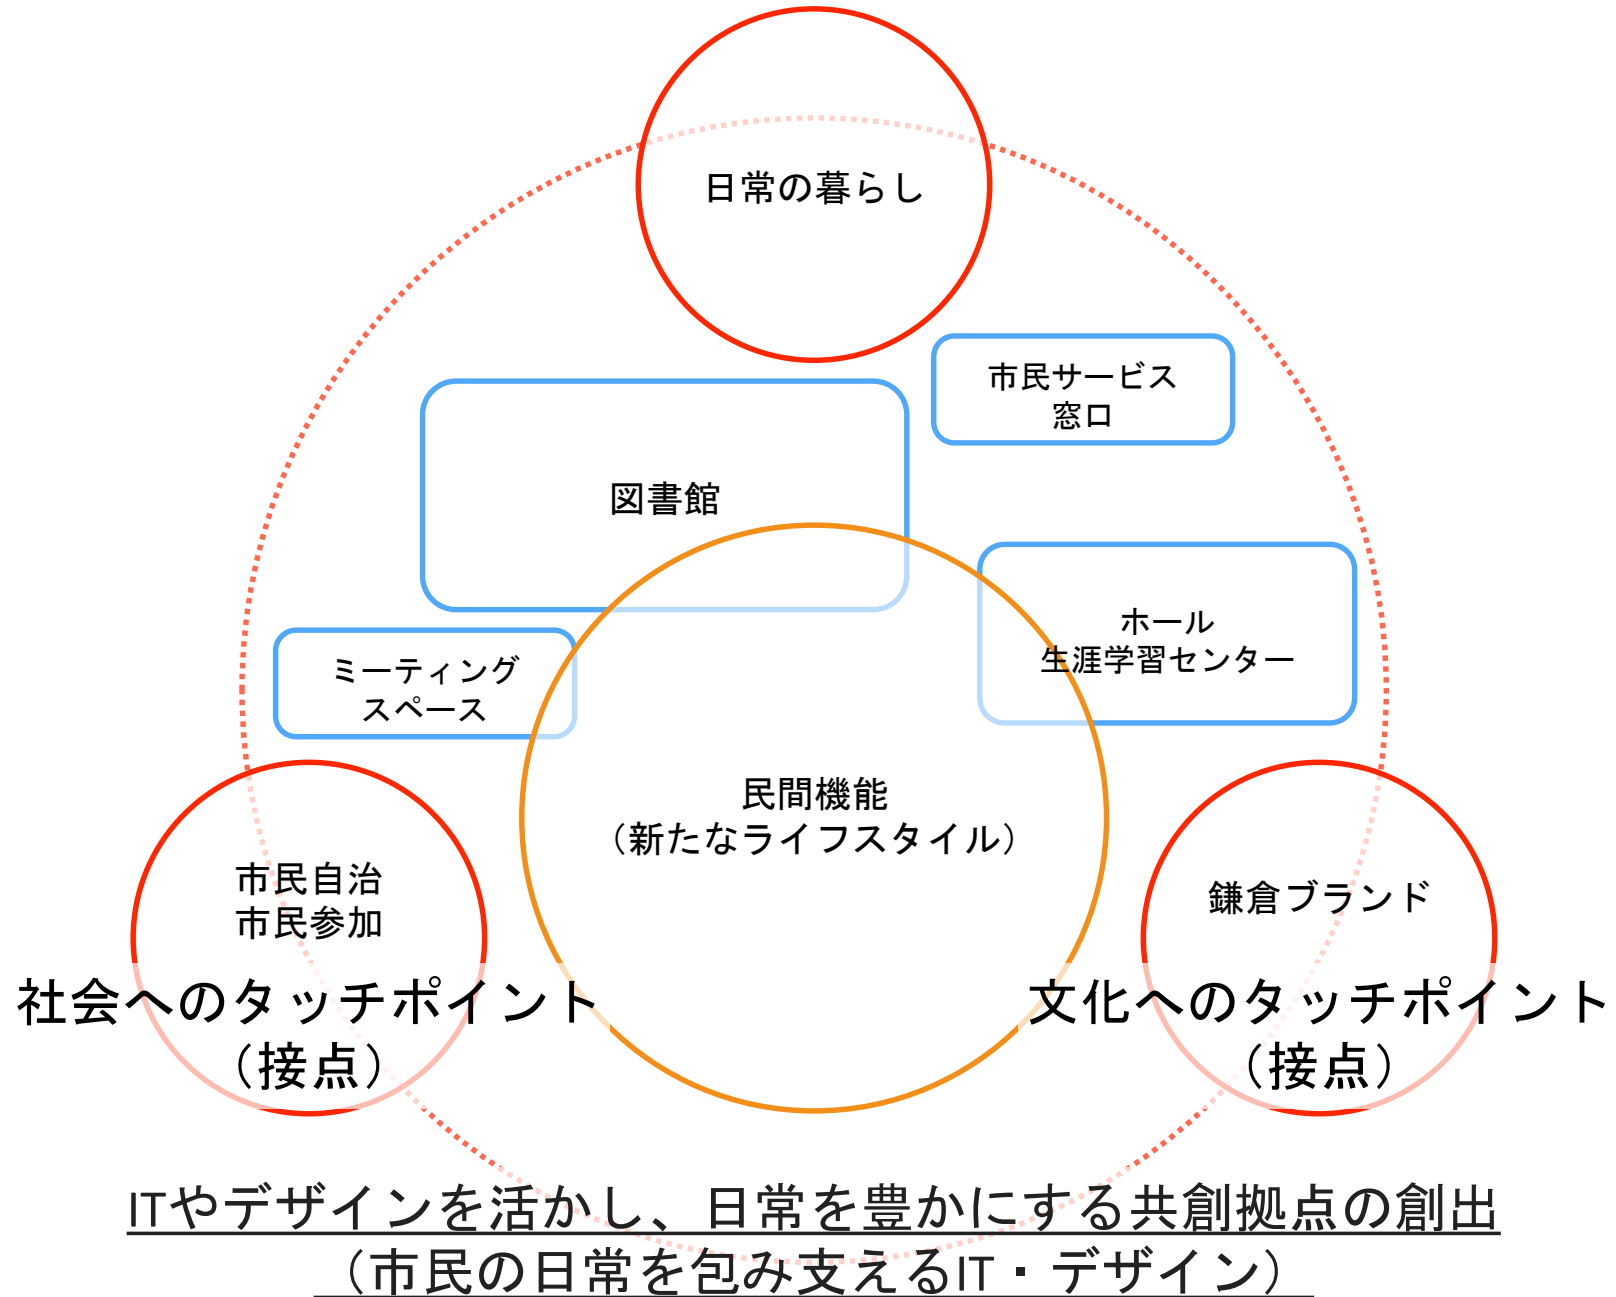 日常の暮らし
市民サービス
窓口
図書館
ホール
生涯学習センター
ミーティング
スペース
民間機能
（新たなライフスタイル）
市民自治
市民参加
鎌倉ブランド
社会へのタッチポイント
（接点）
文化へのタッチポイント
（接点）
ITやデザインを活かし、日常を豊かにする共創拠点の創出
（市民の日常を包み支えるIT・デザイン）